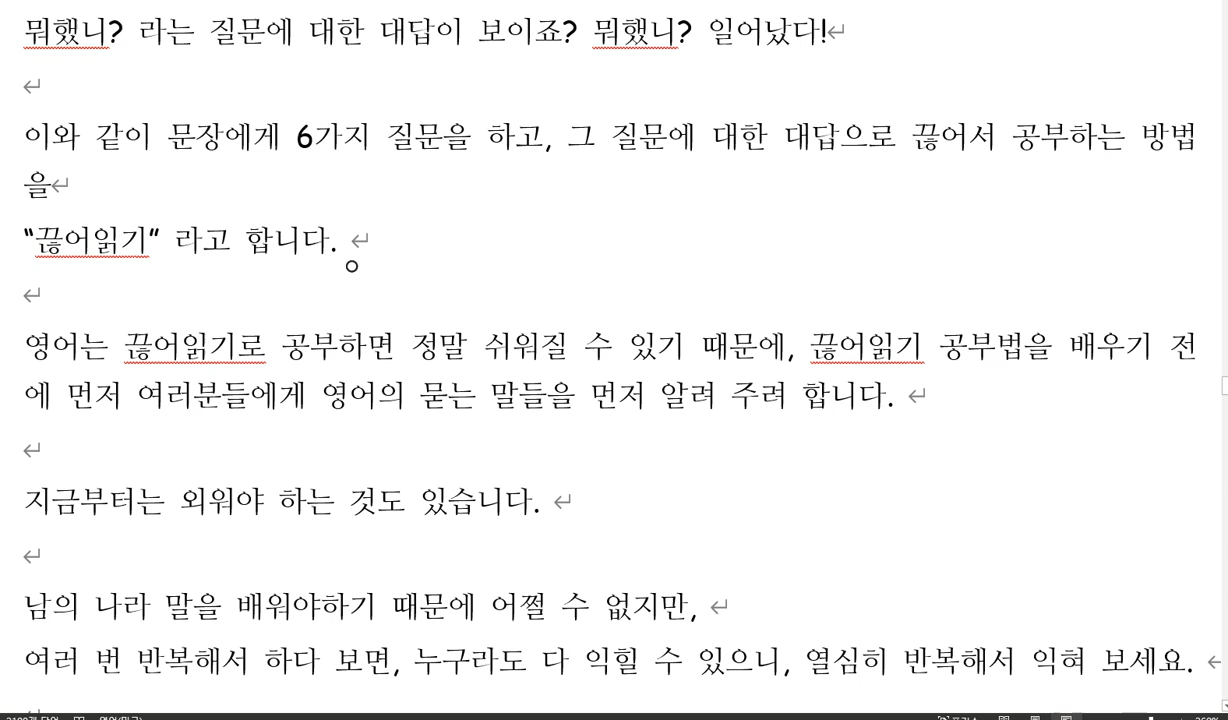 뭐했니? 라는 질문에 대한 대답이 보이죠? 뭐했니? 일어났다!
이와 같이 문장에게 6가지 질문을 하고, 그 질문에 대한 대답으로 끊어서 공부하는 방법
을
“끊어읽기” 라고 합니다.
영어는 끊어읽기로 공부하면 정말 쉬워질 수 있기 때문에, 끊어읽기 공부법을 배우기 전
에 먼저 여러분들에게 영어의 묻는 말들을 먼저 알려 주려 합니다.
지금부터는 외워야 하는 것도 있습니다.
남의 나라 말을 배워야하기 때문에 어쩔 수 없지만,
여러 번 반복해서 하다 보면, 누구라도 다 익힐 수 있으니, 열심히 반복해서 익혀 보세요.